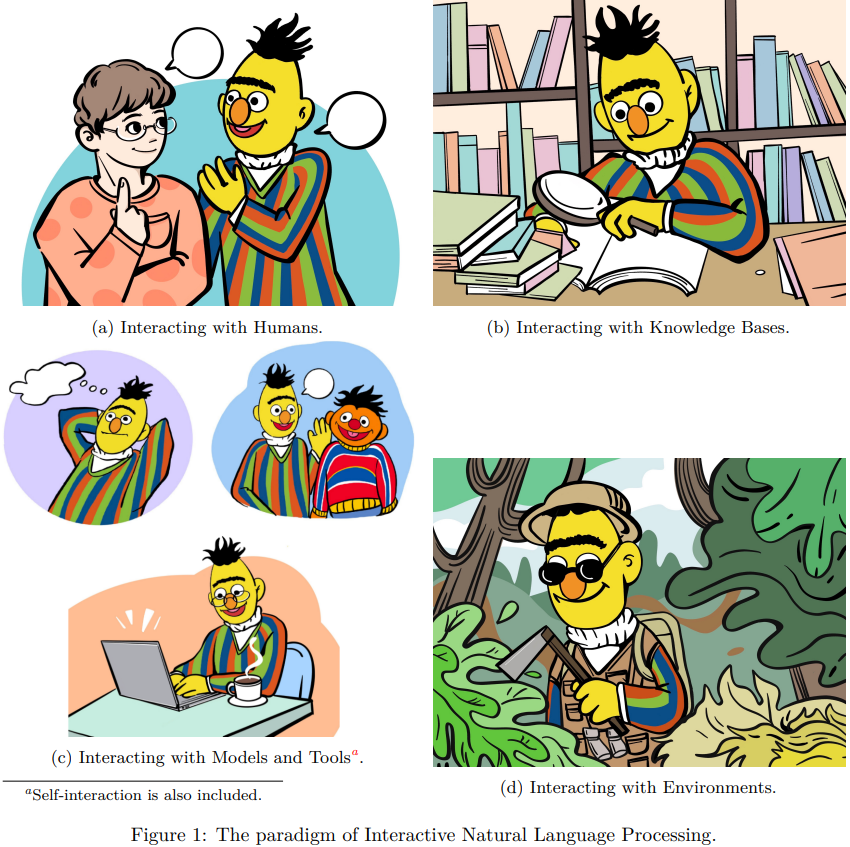 (a) Interacting with Humans.
(b) Interacting with Knowledge Bases.
(c) Interacting with Models and Toolsᵃ.
ᵃSelf-interaction is also included.
(d) Interacting with Environments.
Figure 1: The paradigm of Interactive Natural Language Processing.